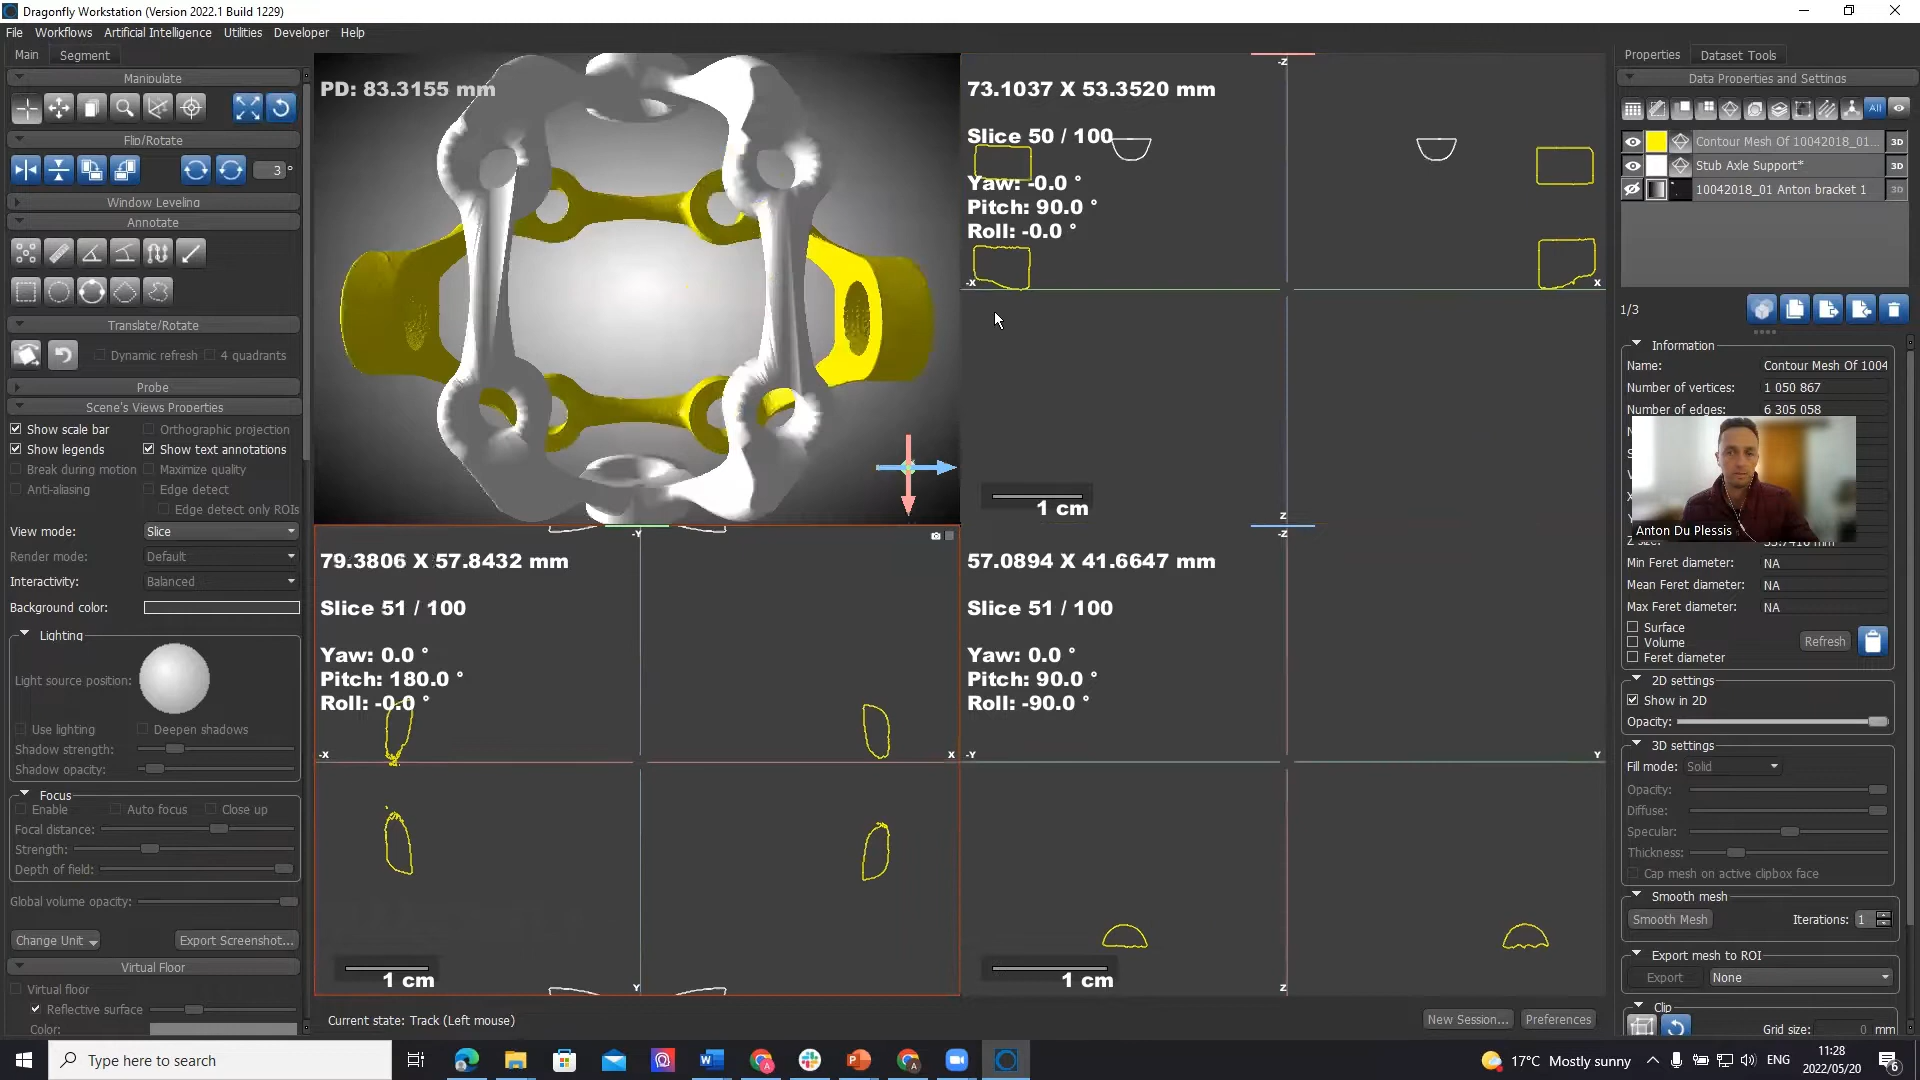 Dragonfly Workstation (Version 2022.1 Build 1229)
File Workflows Artificial Intelligence Utilities Developer Help
Main Segment
Manipulate
Flip/Rotate
3 °
Window Leveling
Annotate
Translate/Rotate
Dynamic refresh 4 quadrants
Probe
Scene's Views Properties
Show scale bar Orthographic projection
Show legends Show text annotations
Break during motion Maximize quality
Anti-aliasing Edge detect
Edge detect only ROIs
View mode: Slice
Render mode: Default
Interactivity: Balanced
Background color:
Lighting
Light source position:
Use lighting Deepen shadows
Shadow strength:
Shadow opacity:
Focus
Enable Auto focus Close up
Focal distance:
Strength:
Depth of field:
Global volume opacity:
Change Unit Export Screenshot...
Virtual Floor
Virtual floor
Reflective surface
Color:
PD: 83.3155 mm
73.1037 X 53.3520 mm
Slice 50 / 100
Yaw: -0.0 °
Pitch: 90.0 °
Roll: -0.0 °
-Z
-X
X
Z
1 cm
79.3806 X 57.8432 mm
Slice 51 / 100
Yaw: 0.0 °
Pitch: 180.0 °
Roll: -0.0 °
-Y
-X
X
Y
1 cm
57.0894 X 41.6647 mm
Slice 51 / 100
Yaw: 0.0 °
Pitch: 90.0 °
Roll: -90.0 °
-Z
-Y
Y
Z
1 cm
Current state: Track (Left mouse)
New Session... Preferences
Properties Dataset Tools
Data Properties and Settings
All
Contour Mesh Of 10042018_01... 3D
Stub Axle Support* 3D
10042018_01 Anton bracket 1 3D
1/3
Information
Name: Contour Mesh Of 1004
Number of vertices: 1 050 867
Number of edges: 6 305 058
Anton Du Plessis
Min Feret diameter: NA
Mean Feret diameter: NA
Max Feret diameter: NA
Surface
Volume
Feret diameter
Refresh
2D settings
Show in 2D
Opacity:
3D settings
Fill mode: Solid
Opacity:
Diffuse:
Specular:
Thickness:
Cap mesh on active clipbox face
Smooth mesh
Smooth Mesh Iterations: 1
Export mesh to ROI
Export None
Clip
Grid size: 0 mm
Type here to search
17°C Mostly sunny
ENG
11:28
2022/05/20
6